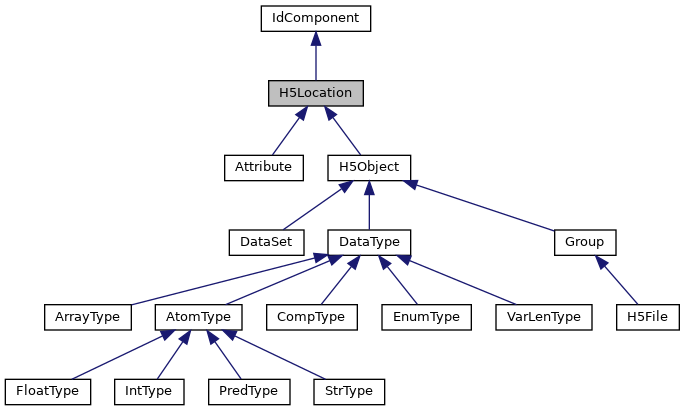 IdComponent
H5Location
Attribute
H5Object
DataSet
DataType
Group
ArrayType
AtomType
CompType
EnumType
VarLenType
H5File
FloatType
IntType
PredType
StrType